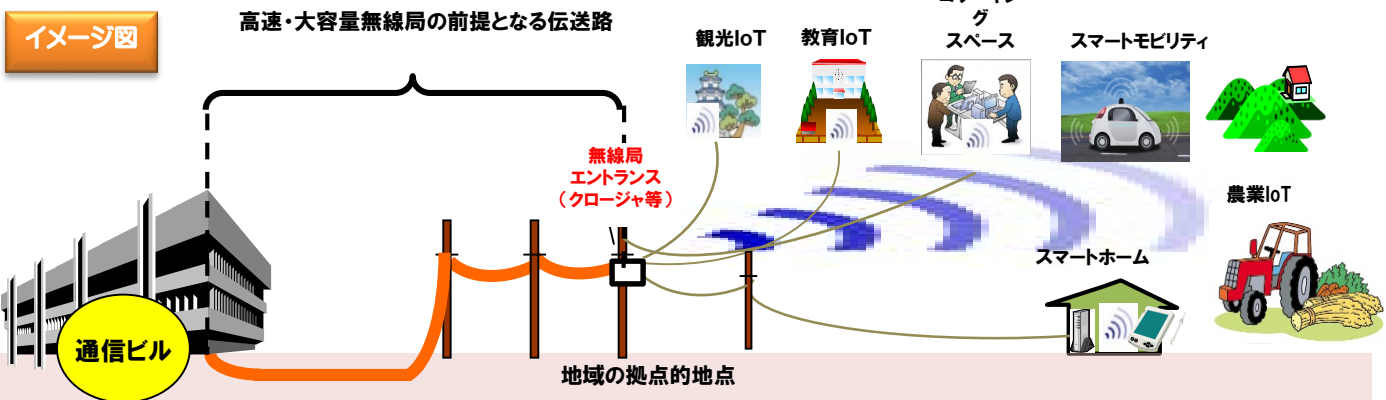 イメージ図
高速・大容量無線局の前提となる伝送路
観光IoT
教育IoT
グ
スペース
スマートモビリティ
無線局
エントランス
（クロージャ等）
農業IoT
スマートホーム
通信ビル
地域の拠点的地点